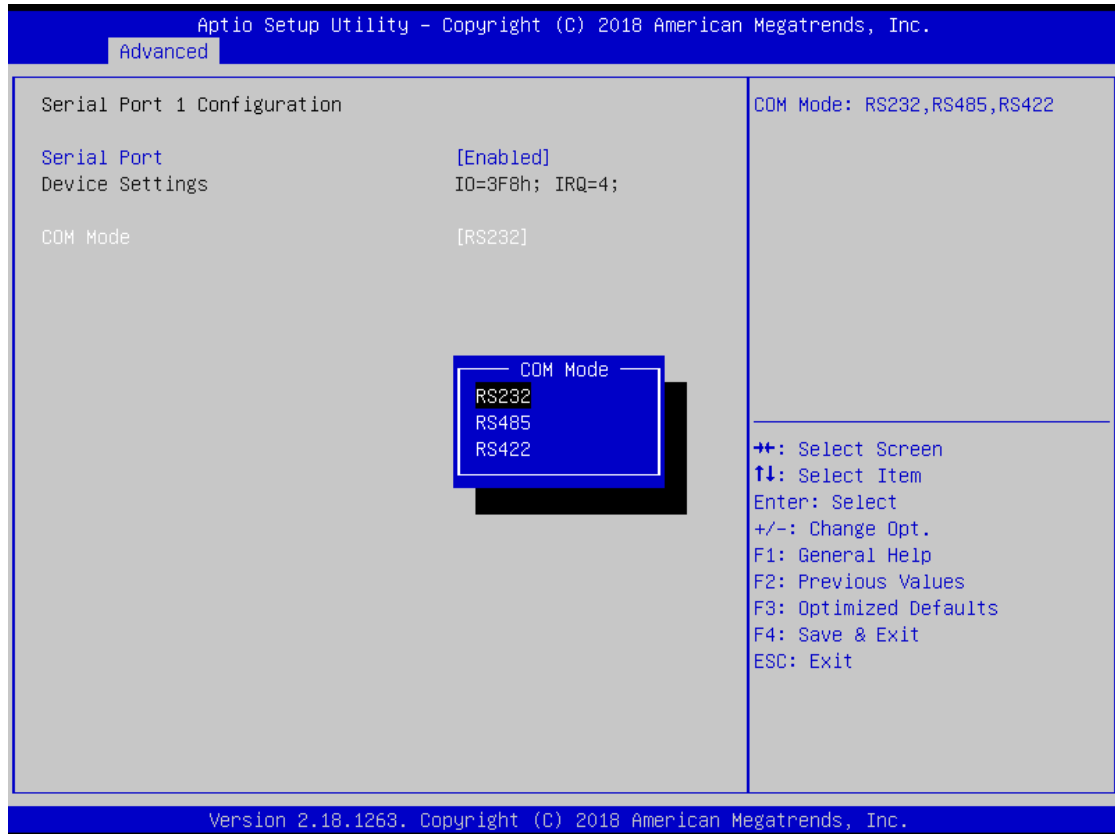 Aptio Setup Utility – Copyright (C) 2018 American Megatrends, Inc.
Advanced
Serial Port 1 Configuration
Serial Port [Enabled]
Device Settings IO=3F8h; IRQ=4;
COM Mode [RS232]
COM Mode
RS232
RS485
RS422
COM Mode: RS232,RS485,RS422
→←: Select Screen
↑↓: Select Item
Enter: Select
+/-: Change Opt.
F1: General Help
F2: Previous Values
F3: Optimized Defaults
F4: Save & Exit
ESC: Exit
Version 2.18.1263. Copyright (C) 2018 American Megatrends, Inc.